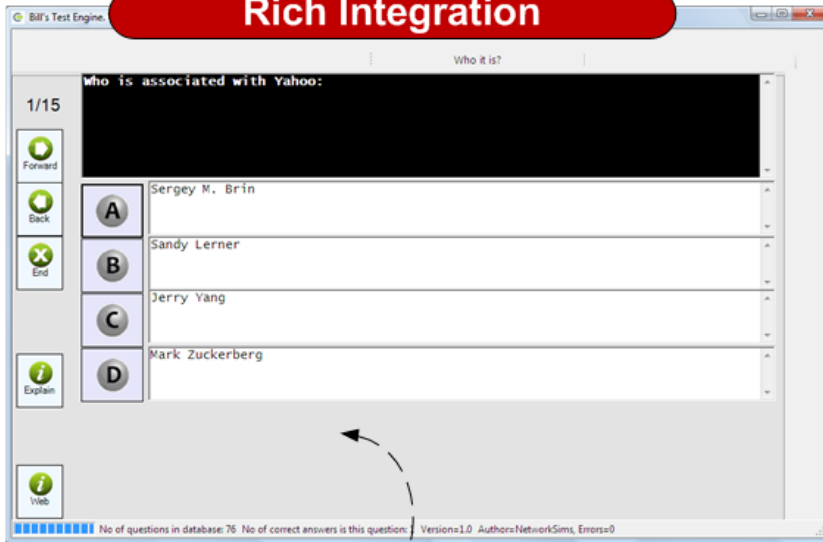 Rich Integration
Bill's Test Engine.
Who it is?
1/15
Who is associated with Yahoo:
Forward
Back
End
Explain
Web
A
Sergey M. Brin
B
Sandy Lerner
C
Jerry Yang
D
Mark Zuckerberg
No of questions in database: 76 No of correct answers is this question: Version=1.0 Author=NetworkSims, Errors=0